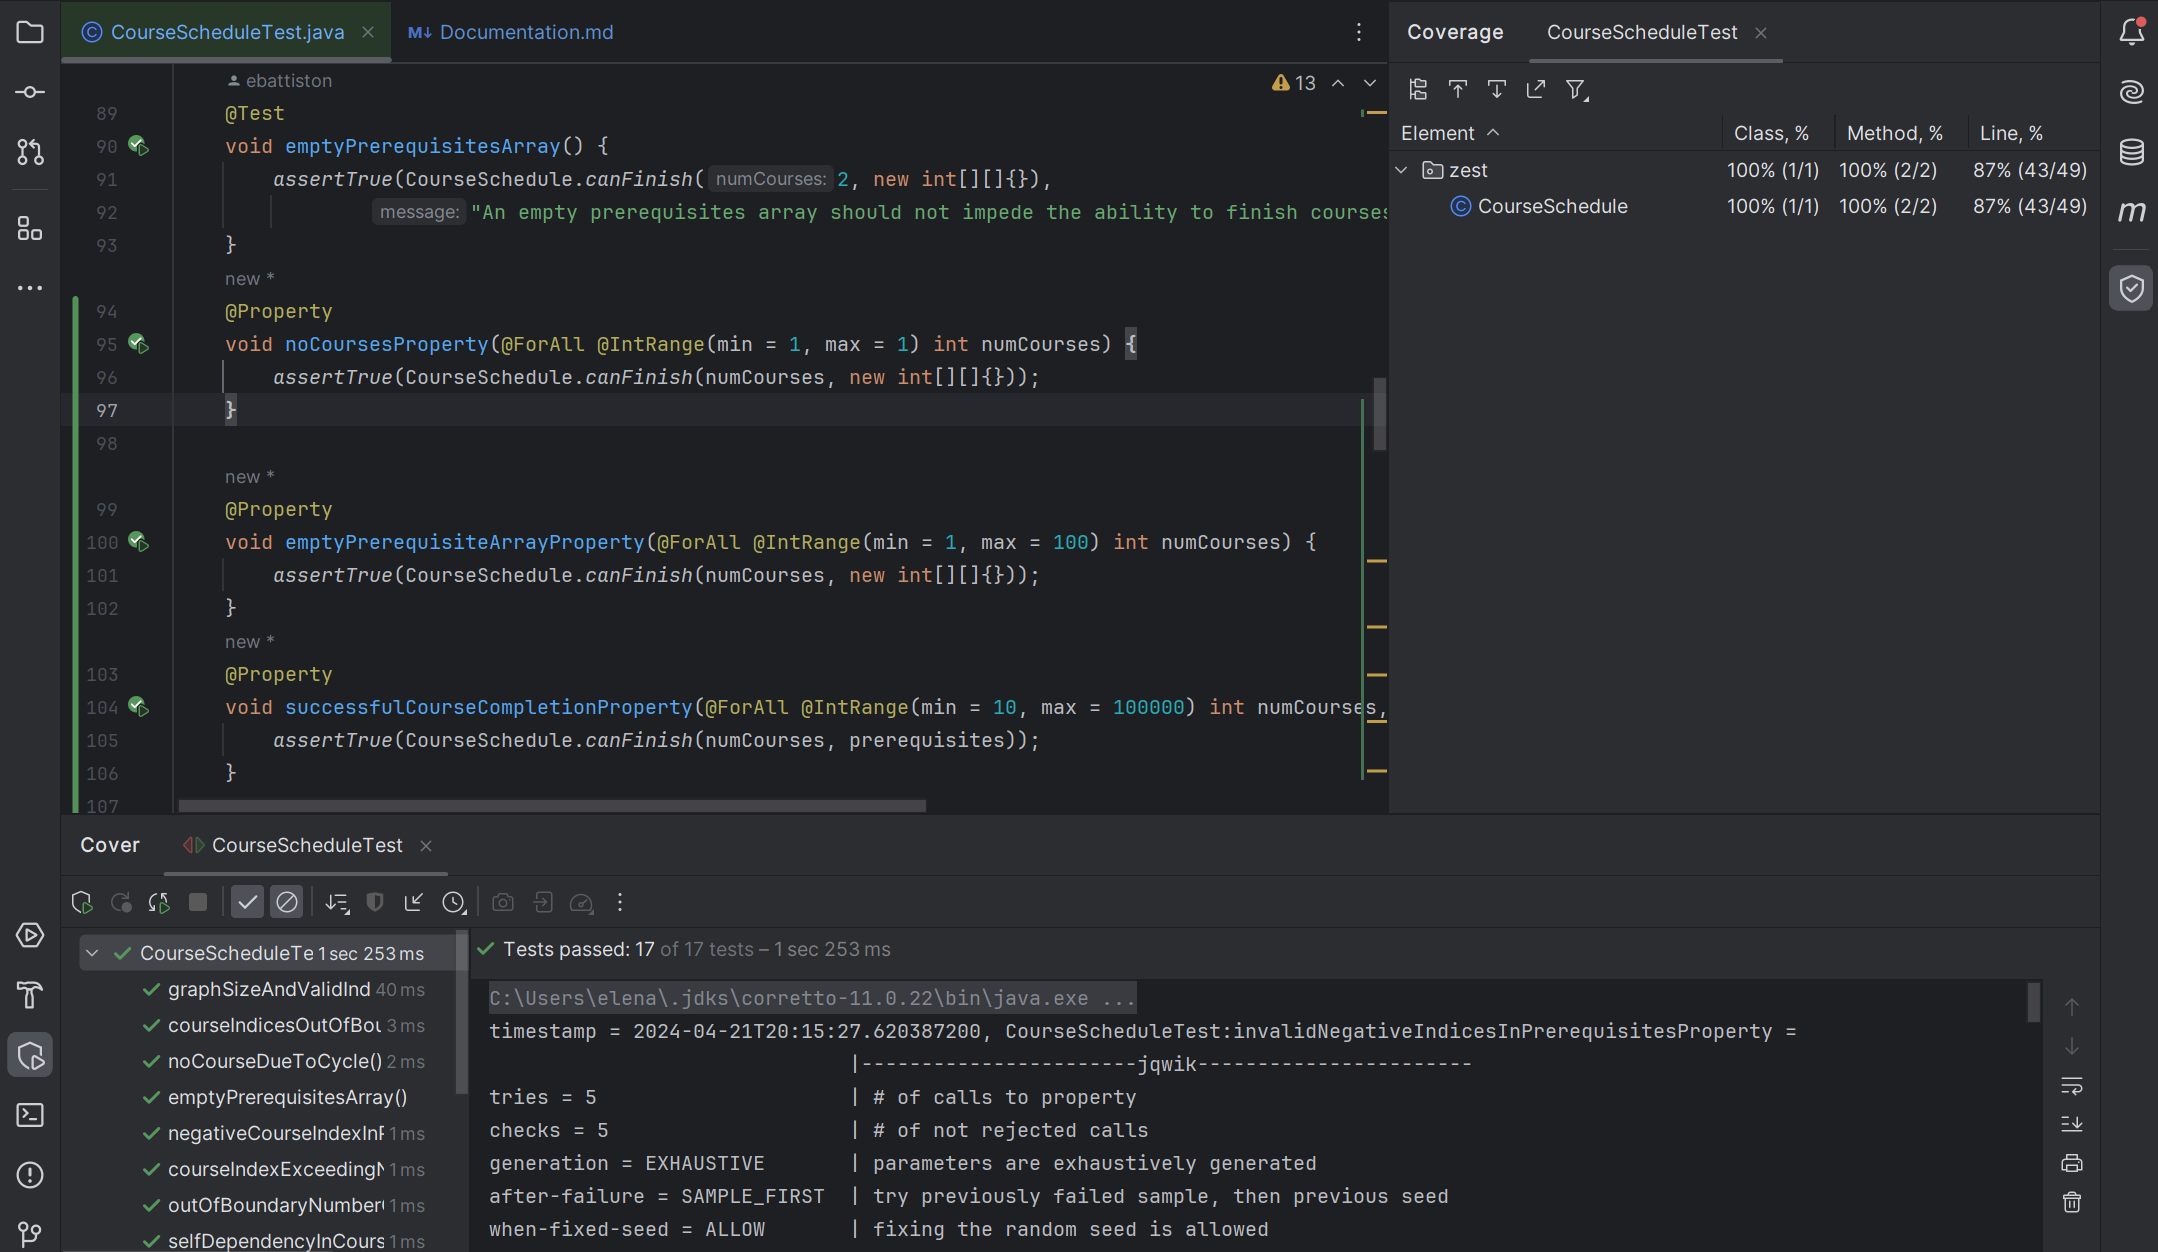 CourseScheduleTest.java
M↓ Documentation.md
Coverage
CourseScheduleTest
ebattiston
13
89 @Test
90 void emptyPrerequisitesArray() {
91 assertTrue(CourseSchedule.canFinish( numCourses: 2, new int[][]{}),
92 message: "An empty prerequisites array should not impede the ability to finish courses
93 }
new *
94 @Property
95 void noCoursesProperty(@ForAll @IntRange(min = 1, max = 1) int numCourses) {
96 assertTrue(CourseSchedule.canFinish(numCourses, new int[][]{}));
97 }
98
new *
99 @Property
100 void emptyPrerequisiteArrayProperty(@ForAll @IntRange(min = 1, max = 100) int numCourses) {
101 assertTrue(CourseSchedule.canFinish(numCourses, new int[][]{}));
102 }
new *
103 @Property
104 void successfulCourseCompletionProperty(@ForAll @IntRange(min = 10, max = 100000) int numCourses,
105 assertTrue(CourseSchedule.canFinish(numCourses, prerequisites));
106 }
107
Element Class, % Method, % Line, %
zest 100% (1/1) 100% (2/2) 87% (43/49)
CourseSchedule 100% (1/1) 100% (2/2) 87% (43/49)
m
Cover
CourseScheduleTest
CourseScheduleTe 1 sec 253 ms
graphSizeAndValidInd 40 ms
courseIndicesOutOfBou 3 ms
noCourseDueToCycle() 2 ms
emptyPrerequisitesArray()
negativeCourseIndexInP 1 ms
courseIndexExceedingN 1 ms
outOfBoundaryNumber( 1 ms
selfDependencyInCours 1 ms
Tests passed: 17 of 17 tests – 1 sec 253 ms
C:\Users\elena\.jdks\corretto-11.0.22\bin\java.exe ...
timestamp = 2024-04-21T20:15:27.620387200, CourseScheduleTest:invalidNegativeIndicesInPrerequisitesProperty =
|-----------------------jqwik-----------------------
tries = 5 | # of calls to property
checks = 5 | # of not rejected calls
generation = EXHAUSTIVE | parameters are exhaustively generated
after-failure = SAMPLE_FIRST | try previously failed sample, then previous seed
when-fixed-seed = ALLOW | fixing the random seed is allowed